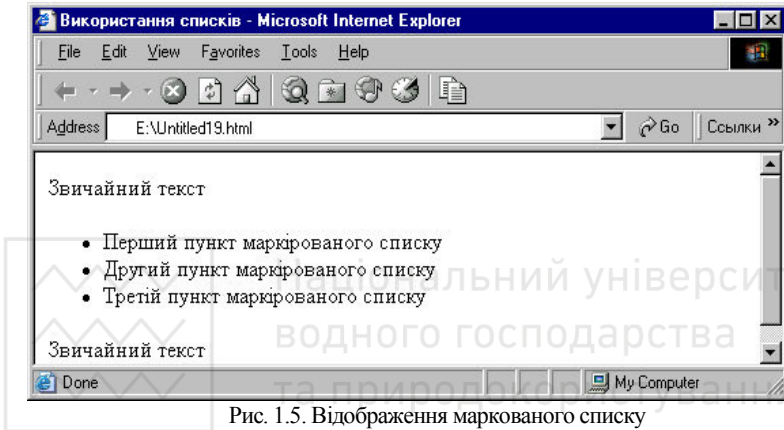 Використання списків - Microsoft Internet Explorer
File Edit View Favorites Tools Help
Address E:\Untitled19.html Go Ссылки »
Звичайний текст
• Перший пункт маркірованого списку
• Другий пункт маркірованого списку
• Третій пункт маркірованого списку
Звичайний текст
Національний університ
водного господарства
та природокористуванн
Done My Computer
Рис. 1.5. Відображення маркованого списку